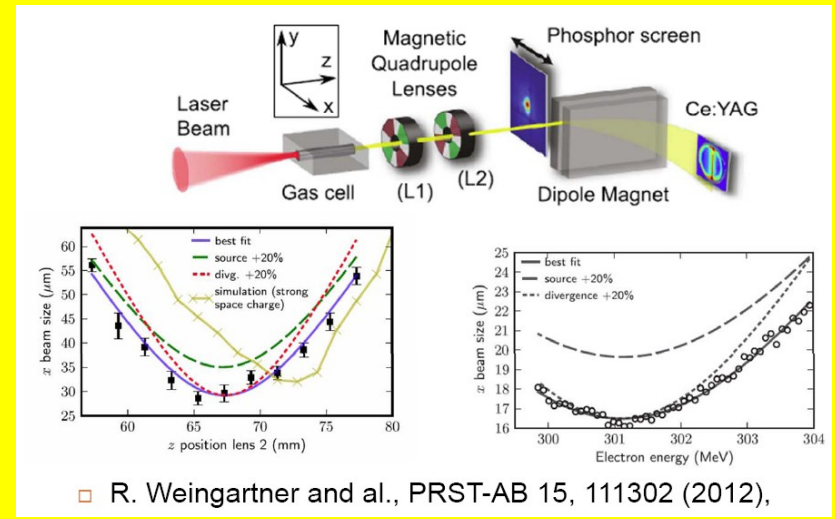 y
z
x
Laser
Beam
Gas cell
Magnetic
Quadrupole
Lenses
(L1)
(L2)
Phosphor screen
Ce:YAG
Dipole Magnet
best fit
source +20%
divg. +20%
simulation (strong
space charge)
x beam size (μm)
60
55
50
45
40
35
30
25
60 65 70 75 80
z position lens 2 (mm)
best fit
source +20%
divergence +20%
x beam size (μm)
25
24
23
22
21
20
19
18
17
16
300 301 302 303 304
Electron energy (MeV)
R. Weingartner and al., PRST-AB 15, 111302 (2012),